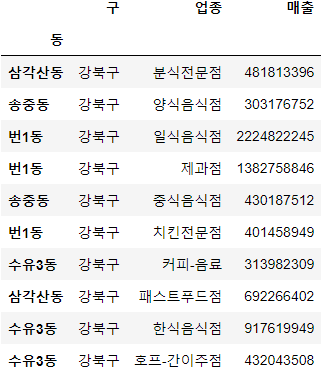 구 업종 매출
동
삼각산동 강북구 분식전문점 481813396
송중동 강북구 양식음식점 303176752
번1동 강북구 일식음식점 2224822245
번1동 강북구 제과점 1382758846
송중동 강북구 중식음식점 430187512
번1동 강북구 치킨전문점 401458949
수유3동 강북구 커피-음료 313982309
삼각산동 강북구 패스트푸드점 692266402
수유3동 강북구 한식음식점 917619949
수유3동 강북구 호프-간이주점 432043508